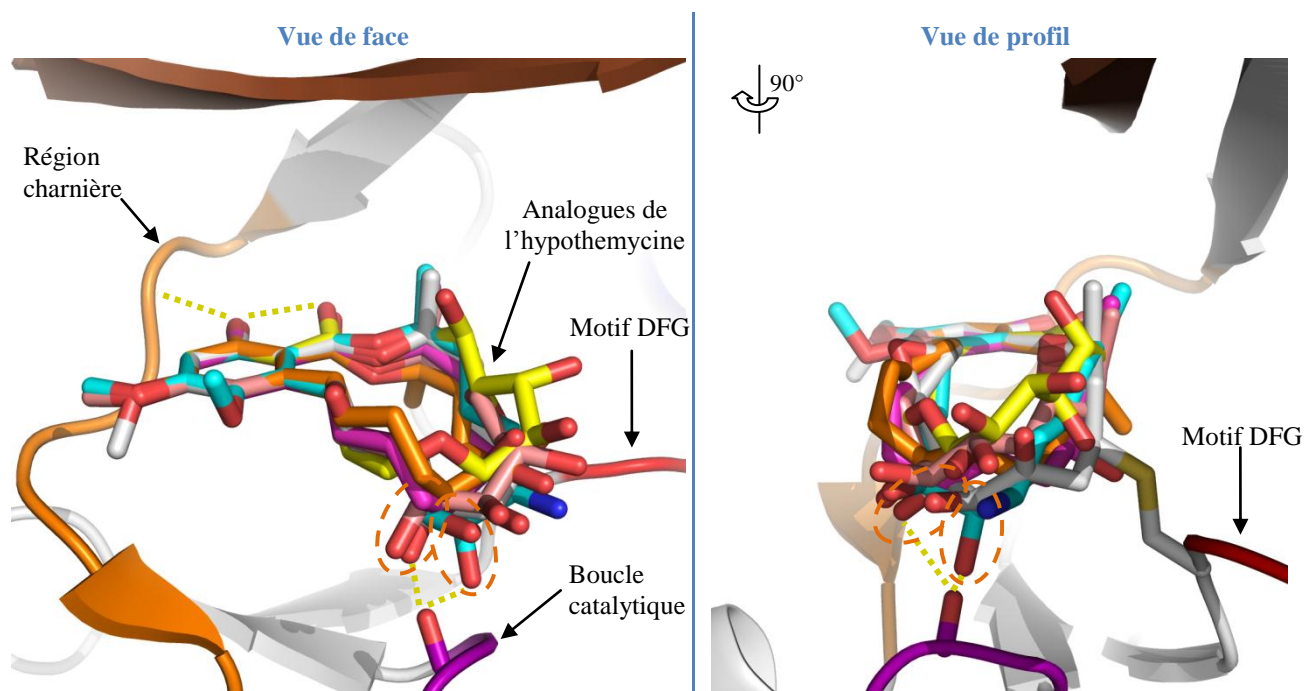 Vue de face
Région
charnière
Analogues de
l'hypothemycine
Motif DFG
Boucle
catalytique
Vue de profil
90°
Motif DFG